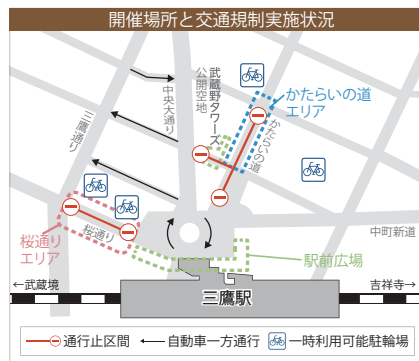 開催場所と交通規制実施状況
武蔵野タワーズ
公開空地
かたらいの道
エリア
三鷹通り
中央大通り
かたらいの道
桜通り
エリア
桜通り
中町新道
駅前広場
←武蔵境
吉祥寺→
三鷹駅
通行止区間
自動車一方通行
一時利用可能駐輪場